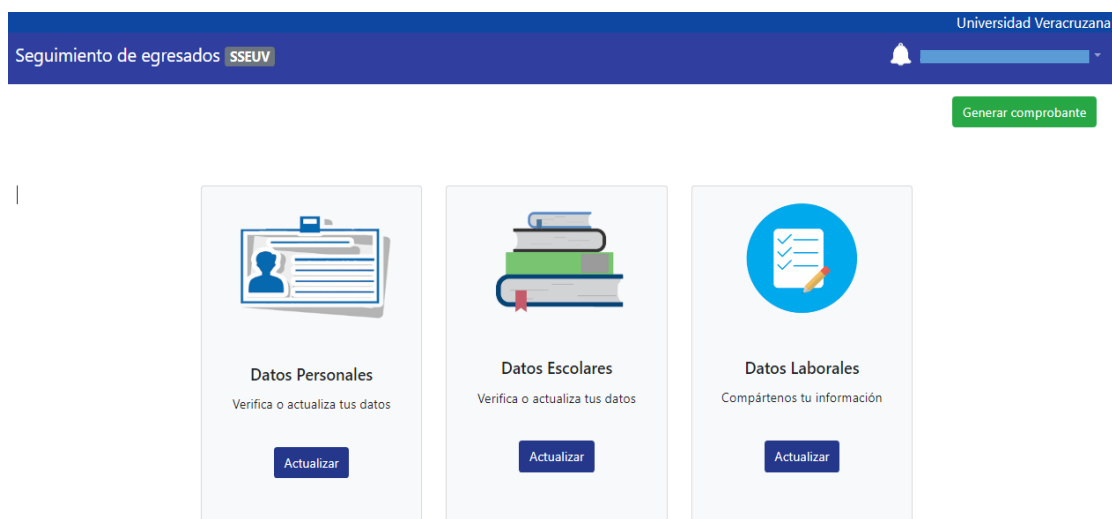 Universidad Veracruzana
Seguimiento de egresados SSEUV
Generar comprobante
Datos Personales
Verifica o actualiza tus datos
Actualizar
Datos Escolares
Verifica o actualiza tus datos
Actualizar
Datos Laborales
Compártenos tu información
Actualizar